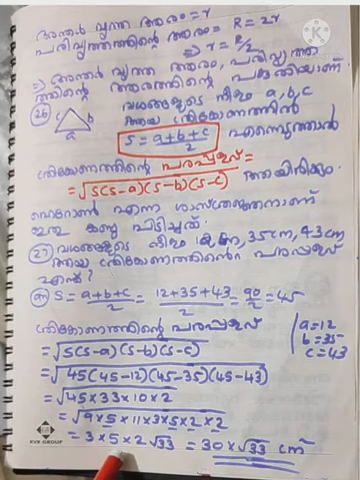 അന്തർ വൃത്ത ആരം = r
പരിവൃത്തത്തിന്റെ ആരം = R = 2r
⇒ r = R/2
⇒ അന്തർ വൃത്ത ആരം, പരിവൃത്ത
ത്തിന്റെ ആരത്തിന്റെ പകുതിയാണ്.
26 വശങ്ങളുടെ നീളം a, b, c
c b a
ആയ ത്രികോണത്തിൽ
S = a+b+c/2 എന്നെടുത്താൽ
ത്രികോണത്തിന്റെ പരപ്പളവ് =
= √S(S-a)(S-b)(S-c) ആയിരിക്കും.
ഹെറോൺ എന്ന ശാസ്ത്രജ്ഞനാണ്
ഇതു കണ്ടു പിടിച്ചത്.
27 വശങ്ങളുടെ നീളം 35cm, 43cm
ആയ ത്രികോണത്തിന്റെ പരപ്പളവ്
എന്ത്?
S = a+b+c/2 = 12+35+43/2 = 90/2 = 45
ത്രികോണത്തിന്റെ പരപ്പളവ്
a=12
b=35
c=43
= √S(S-a)(S-b)(S-c)
= √45(45-12)(45-35)(45-43)
= √45×33×10×2
= √9×5×11×3×5×2×2
= 3×5×2√33 = 30×√33 cm²
KVR GROUP